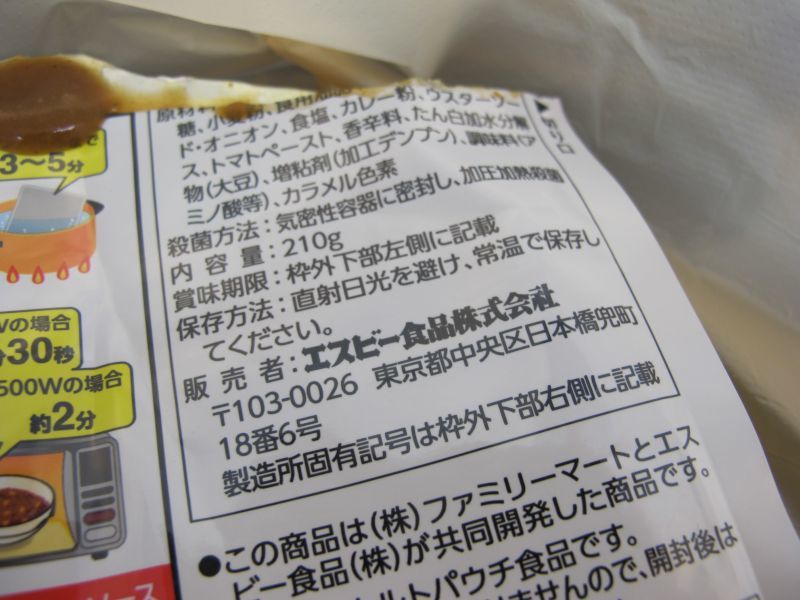 糖、小麦粉、食用油脂
カレー粉、ウスターソー
ド・オニオン、食塩、
たん白加水分解
ス、トマトペースト、香辛料、
物(大豆)、増粘剤(加工デンプン)、調味料(ア
ミノ酸等)、カラメル色素
殺菌方法：気密性容器に密封し、加圧加熱殺菌
内容量：210g
賞味期限：枠外下部左側に記載
保存方法：直射日光を避け、常温で保存し
てください。
販売者：エスビー食品株式会社
〒103-0026 東京都中央区日本橋兜町
18番6号
製造所固有記号は枠外下部右側に記載
●この商品は(株)ファミリーマートとエス
ビー食品(株)が共同開発した商品です。
ルトパウチ食品です。
ませんので、開封後は
切り口
3〜5分
Wの場合
分30秒
500Wの場合
約2分
ソース